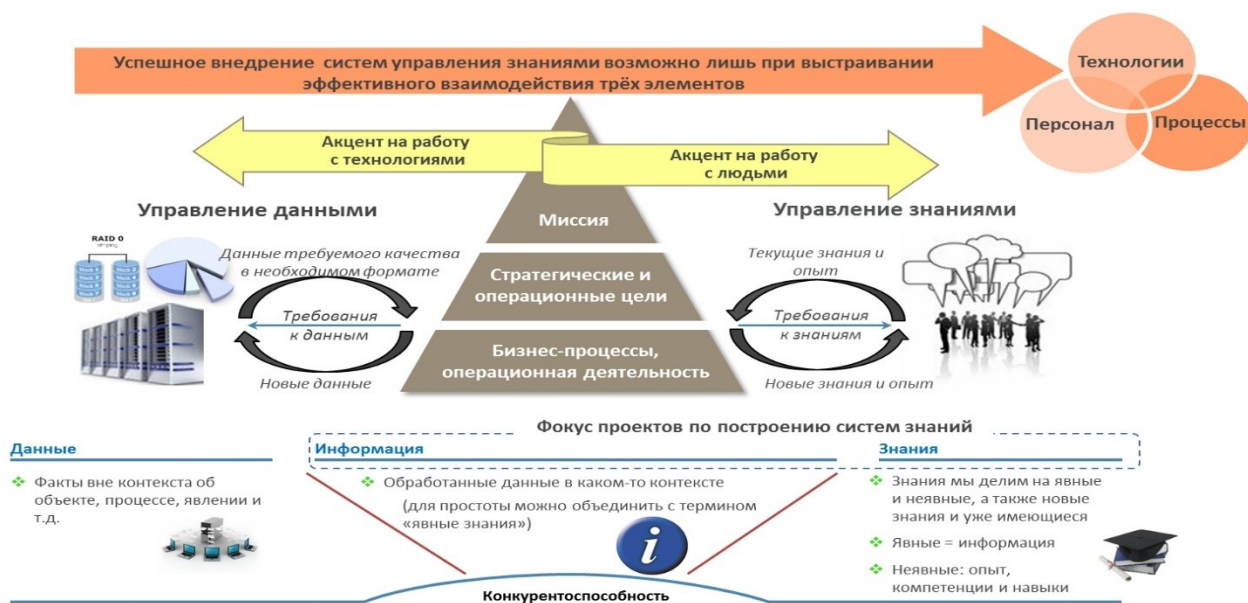 Успешное внедрение систем управления знаниями возможно лишь при выстраивании
эффективного взаимодействия трёх элементов
Технологии
Персонал
Процессы
Акцент на работу
с технологиями
Акцент на работу
с людьми
Управление данными
Миссия
Управление знаниями
RAID 0
Данные требуемого качества
в необходимом формате
Стратегические и
операционные цели
Текущие знания и
опыт
Требования
к данным
Требования
к знаниям
Бизнес-процессы,
операционная деятельность
Новые данные
Новые знания и опыт
Фокус проектов по построению систем знаний
Данные
Информация
Знания
Факты вне контекста об
объекте, процессе, явлении и
т.д.
Обработанные данные в каком-то контексте
(для простоты можно объединить с термином
«явные знания»)
Знания мы делим на явные
и неявные, а также новые
знания и уже имеющиеся
Явные = информация
Неявные: опыт,
компетенции и навыки
i
Конкурентоспособность